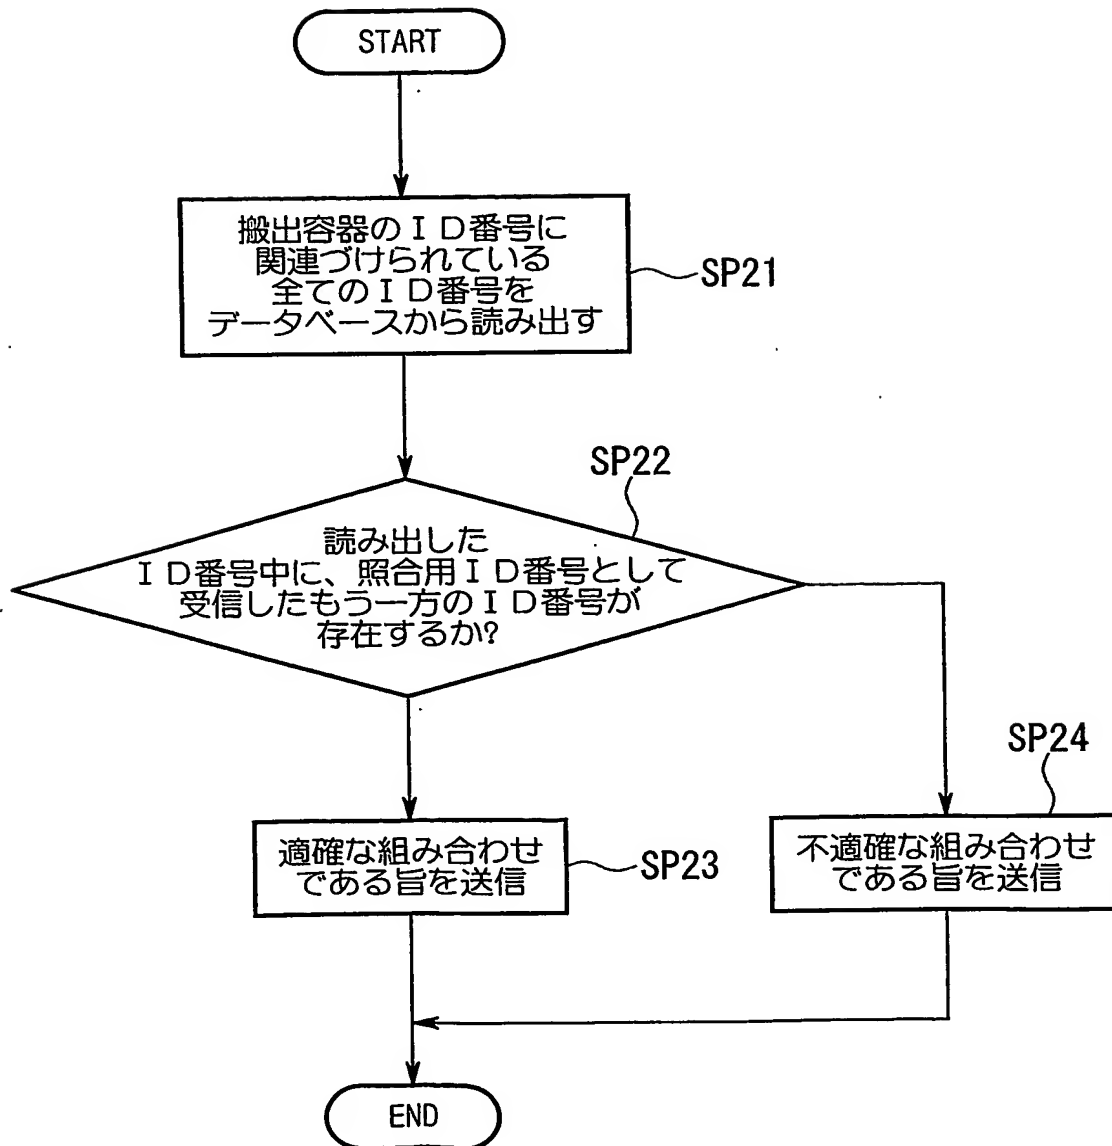 START
搬出容器のＩＤ番号に
関連づけられている
全てのＩＤ番号を
データベースから読み出す
SP21
SP22
読み出した
ＩＤ番号中に、照合用ＩＤ番号として
受信したもう一方のＩＤ番号が
存在するか?
SP24
適確な組み合わせ
である旨を送信
SP23
不適確な組み合わせ
である旨を送信
END